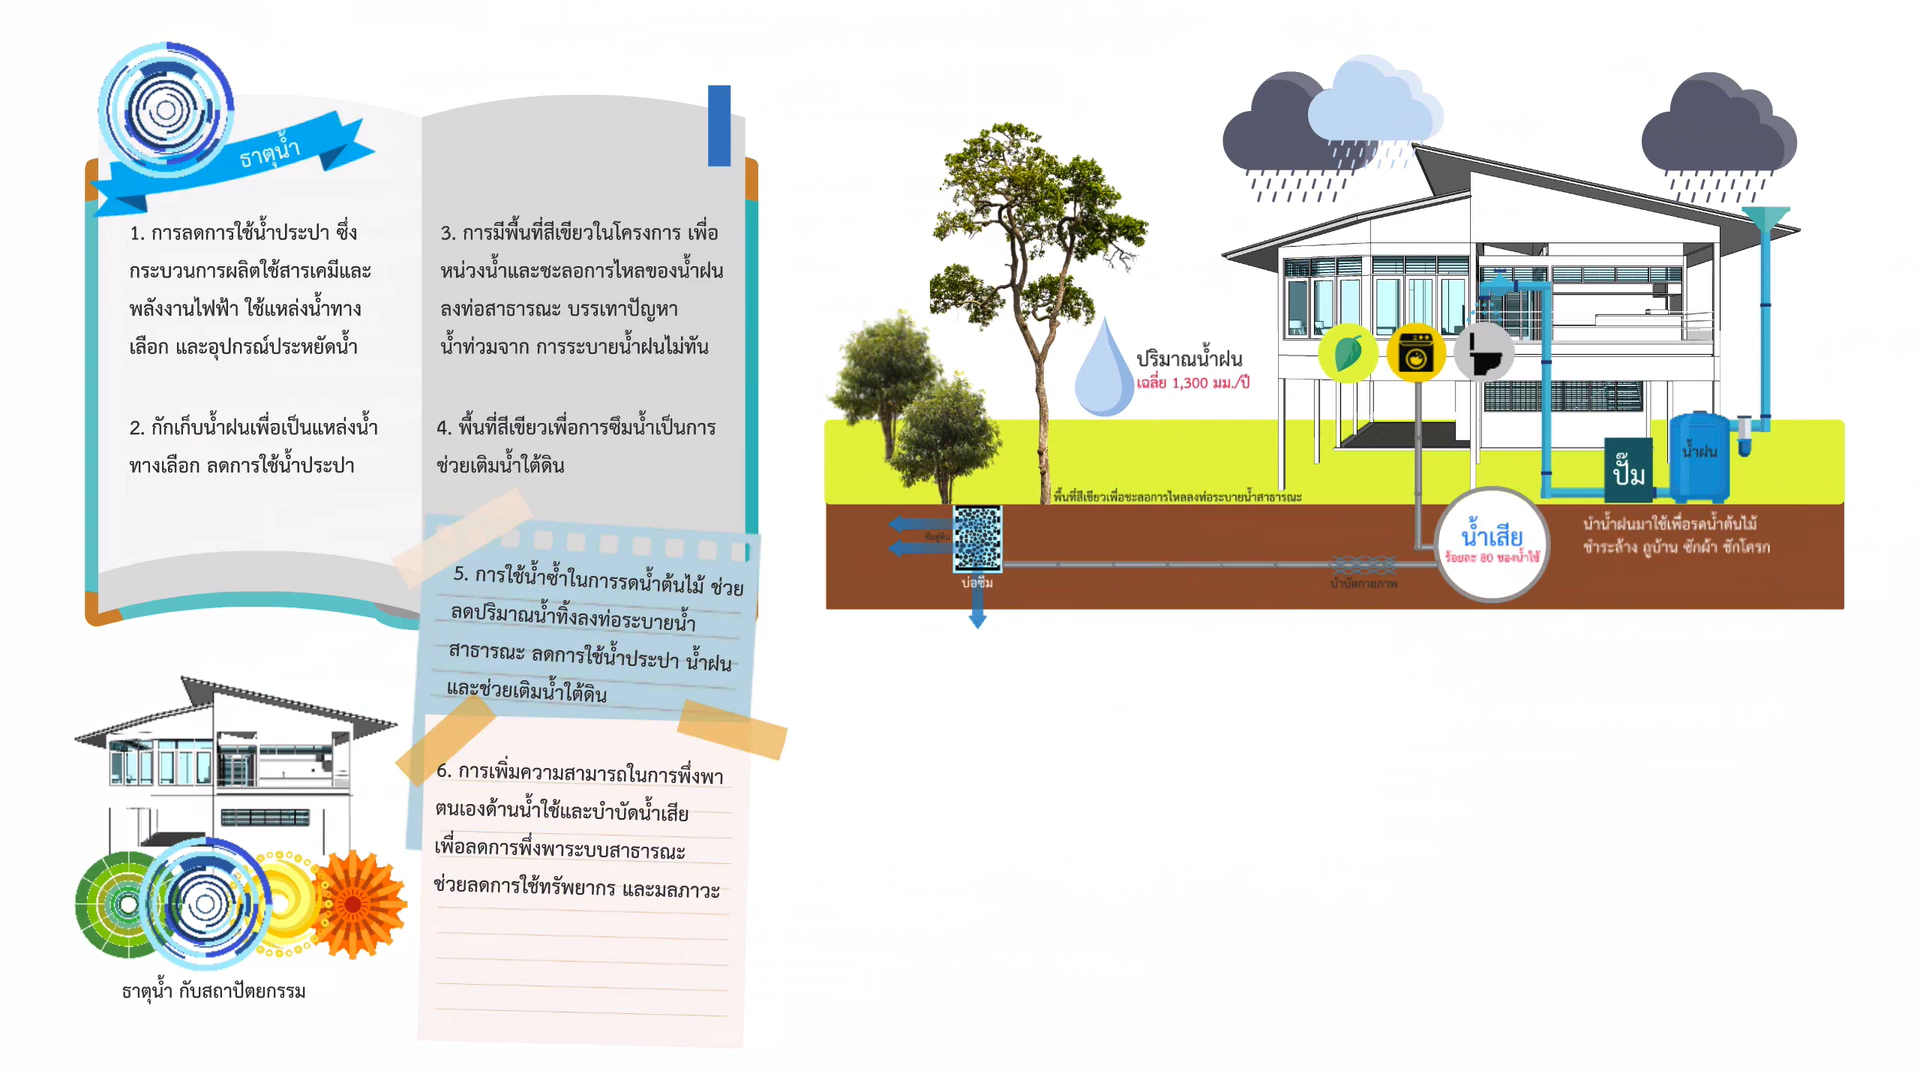 ธาตุน้ำ
1. การลดการใช้น้ำประปา ซึ่ง
กระบวนการผลิตใช้สารเคมีและ
พลังงานไฟฟ้า ใช้แหล่งน้ำทาง
เลือก และอุปกรณ์ประหยัดน้ำ
2. กักเก็บน้ำฝนเพื่อเป็นแหล่งน้ำ
ทางเลือก ลดการใช้น้ำประปา
3. การมีพื้นที่สีเขียวในโครงการ เพื่อ
หน่วงน้ำและชะลอการไหลของน้ำฝน
ลงท่อสาธารณะ บรรเทาปัญหา
น้ำท่วมจาก การระบายน้ำฝนไม่ทัน
4. พื้นที่สีเขียวเพื่อการซึมน้ำเป็นการ
ช่วยเติมน้ำใต้ดิน
5. การใช้น้ำซ้ำในการรดน้ำต้นไม้ ช่วย
ลดปริมาณน้ำทิ้งลงท่อระบายน้ำ
สาธารณะ ลดการใช้น้ำประปา น้ำฝน
และช่วยเติมน้ำใต้ดิน
6. การเพิ่มความสามารถในการพึ่งพา
ตนเองด้านน้ำใช้และบำบัดน้ำเสีย
เพื่อลดการพึ่งพาระบบสาธารณะ
ช่วยลดการใช้ทรัพยากร และมลภาวะ
ธาตุน้ำ กับสถาปัตยกรรม
ปริมาณน้ำฝน
เฉลี่ย 1,300 มม./ปี
น้ำฝน
ปั๊ม
พื้นที่สีเขียวเพื่อชะลอการไหลลงท่อระบายน้ำสาธารณะ
นำน้ำฝนมาใช้เพื่อรดน้ำต้นไม้
ชำระล้าง ถูบ้าน ซักผ้า ชักโครก
น้ำเสีย
ร้อยละ 80 ของน้ำใช้
ซึมสู่ดิน
บ่อซึม
บำบัดกายภาพ